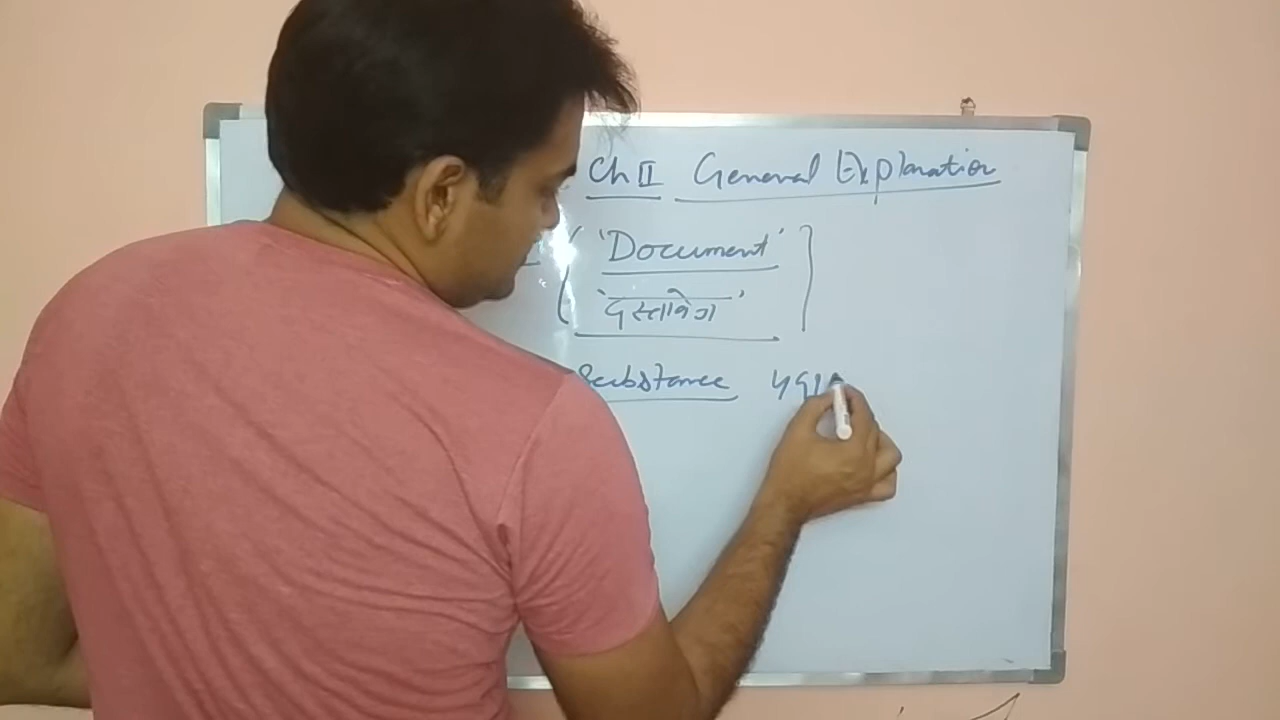 Ch II General Explanation
'Document'
'दस्तावेज'
Substance